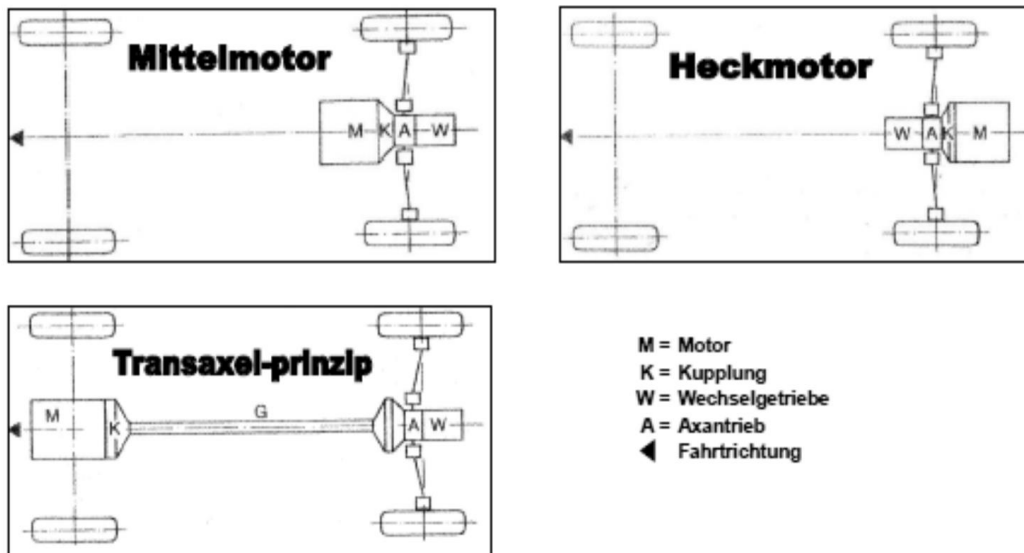 Mittelmotor
M K A W
Heckmotor
W A K M
Transaxel-prinzip
M
K
G
A W
M = Motor
K = Kupplung
W = Wechselgetriebe
A = Axantrieb
Fahrtrichtung